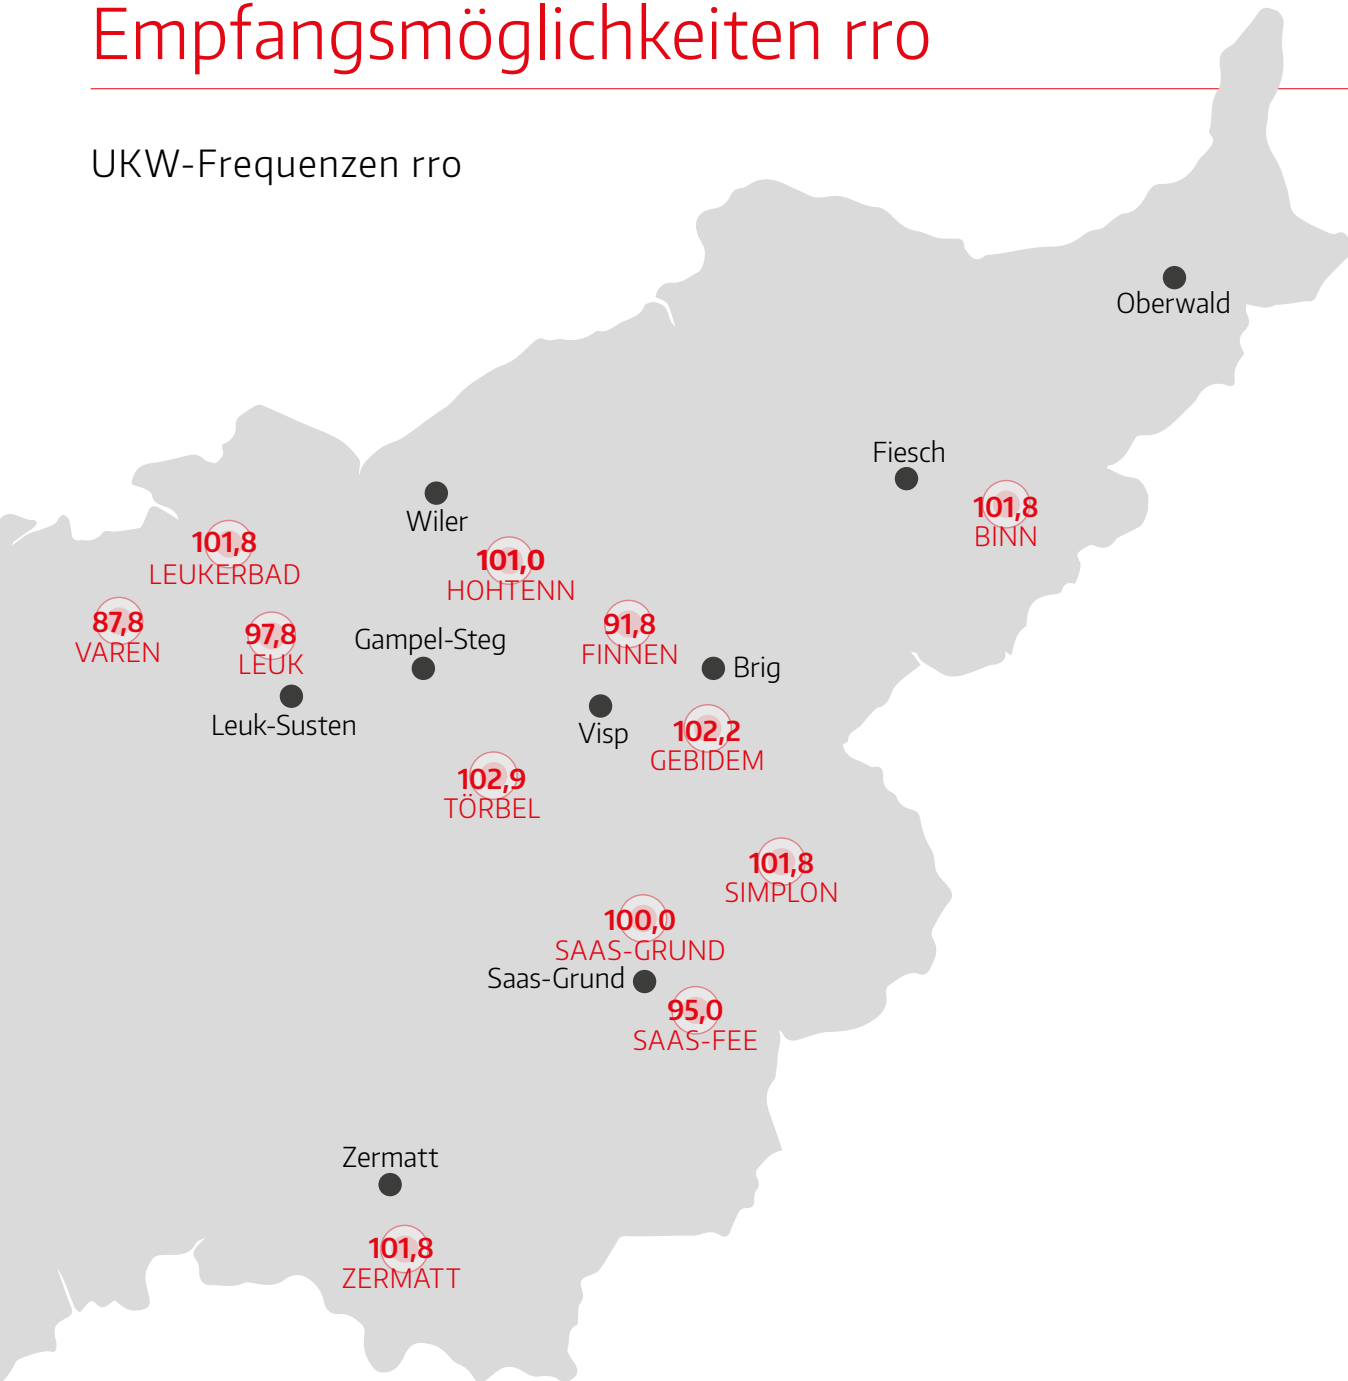 Empfangsmöglichkeiten rro
UKW-Frequenzen rro
Oberwald
Fiesch
101,8
BINN
Wiler
101,8
LEUKERBAD
101,0
HOHTENN
87,8
VAREN
97,8
LEUK
Gampel-Steg
91,8
FINNEN
Brig
Leuk-Susten
Visp
102,2
GEBIDEM
102,9
TÖRBEL
101,8
SIMPLON
100,0
SAAS-GRUND
Saas-Grund
95,0
SAAS-FEE
Zermatt
101,8
ZERMATT